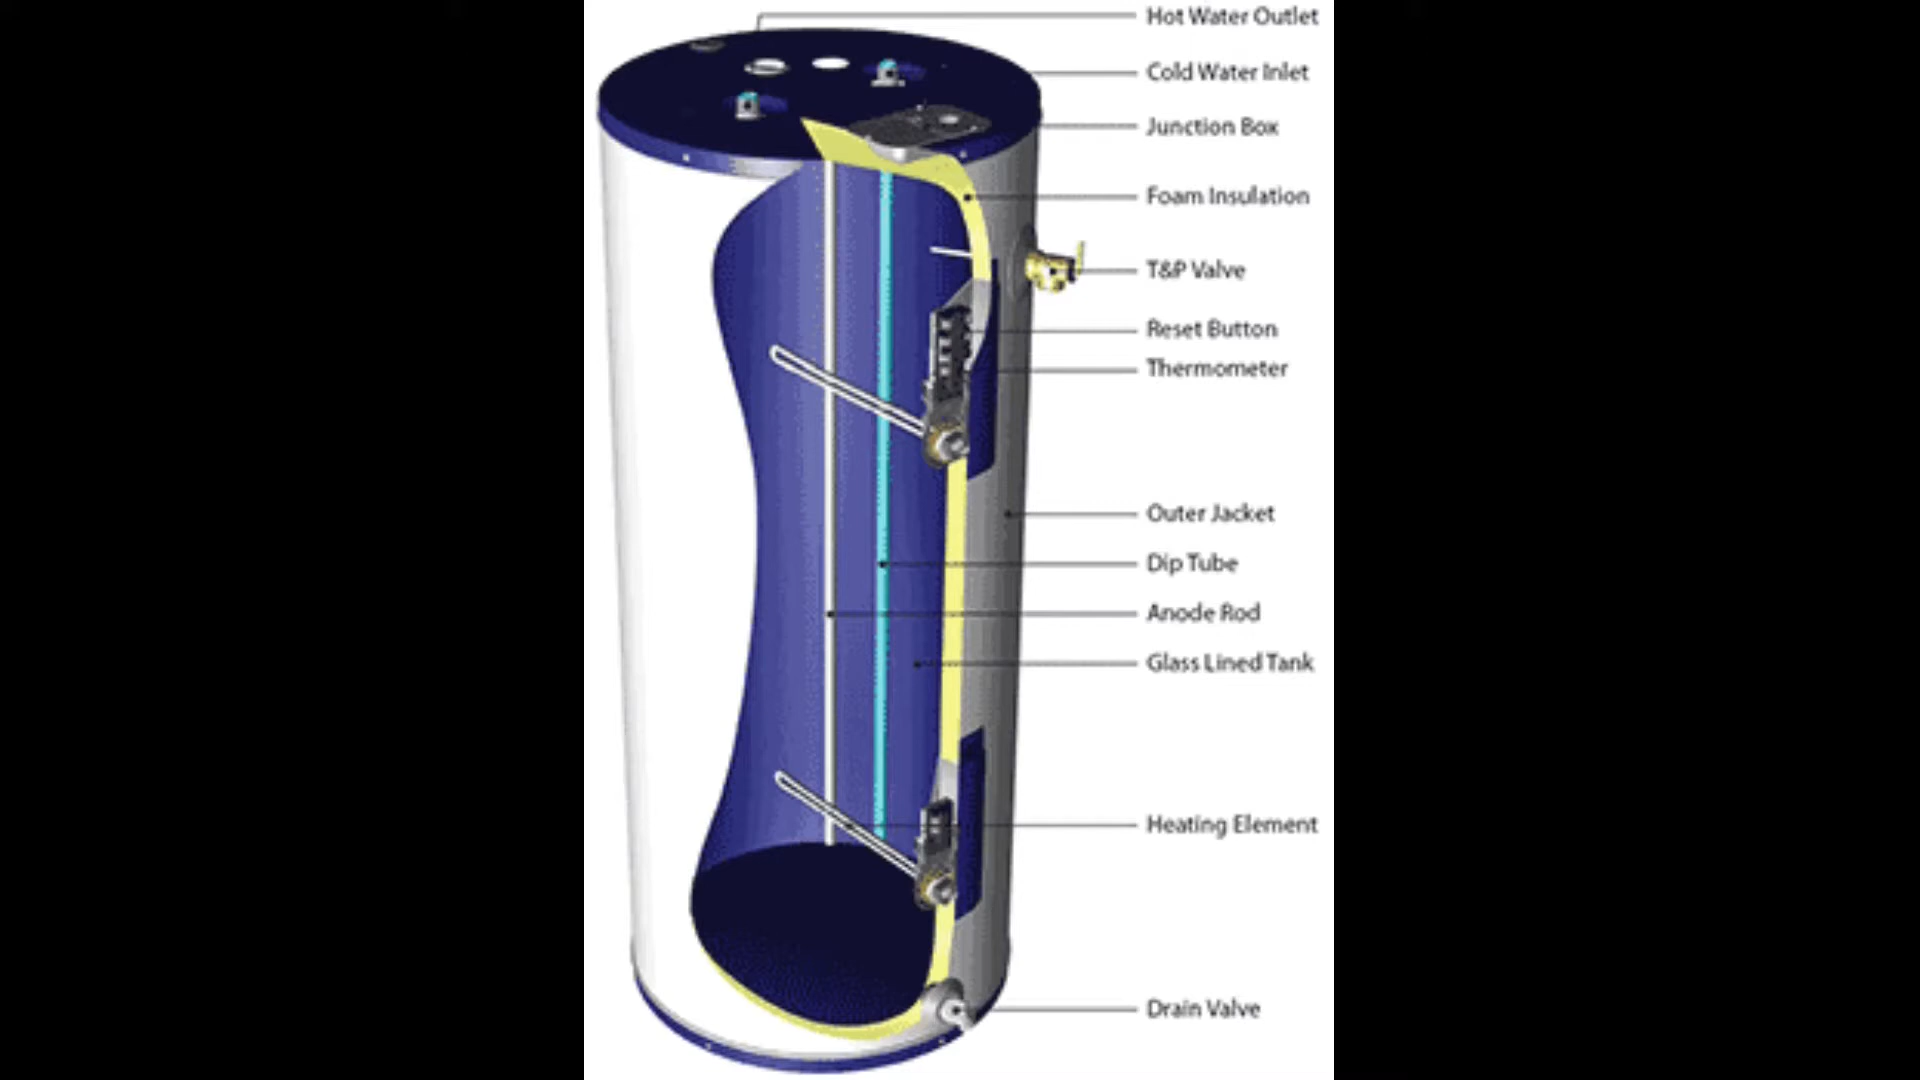 Hot Water Outlet
Cold Water Inlet
Junction Box
Foam Insulation
T&P Valve
Reset Button
Thermometer
Outer Jacket
Dip Tube
Anode Rod
Glass Lined Tank
Heating Element
Drain Valve